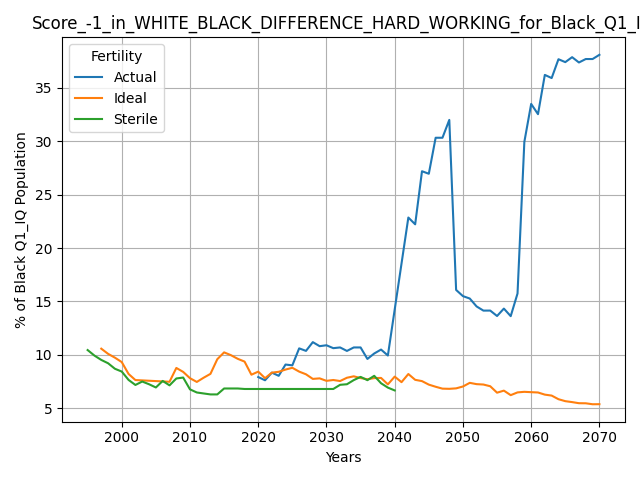 Score_-1_in_WHITE_BLACK_DIFFERENCE_HARD_WORKING_for_Black_Q1_I
Fertility
Actual
Ideal
Sterile
% of Black Q1_IQ Population
35
30
25
20
15
10
5
2000 2010 2020 2030 2040 2050 2060 2070
Years